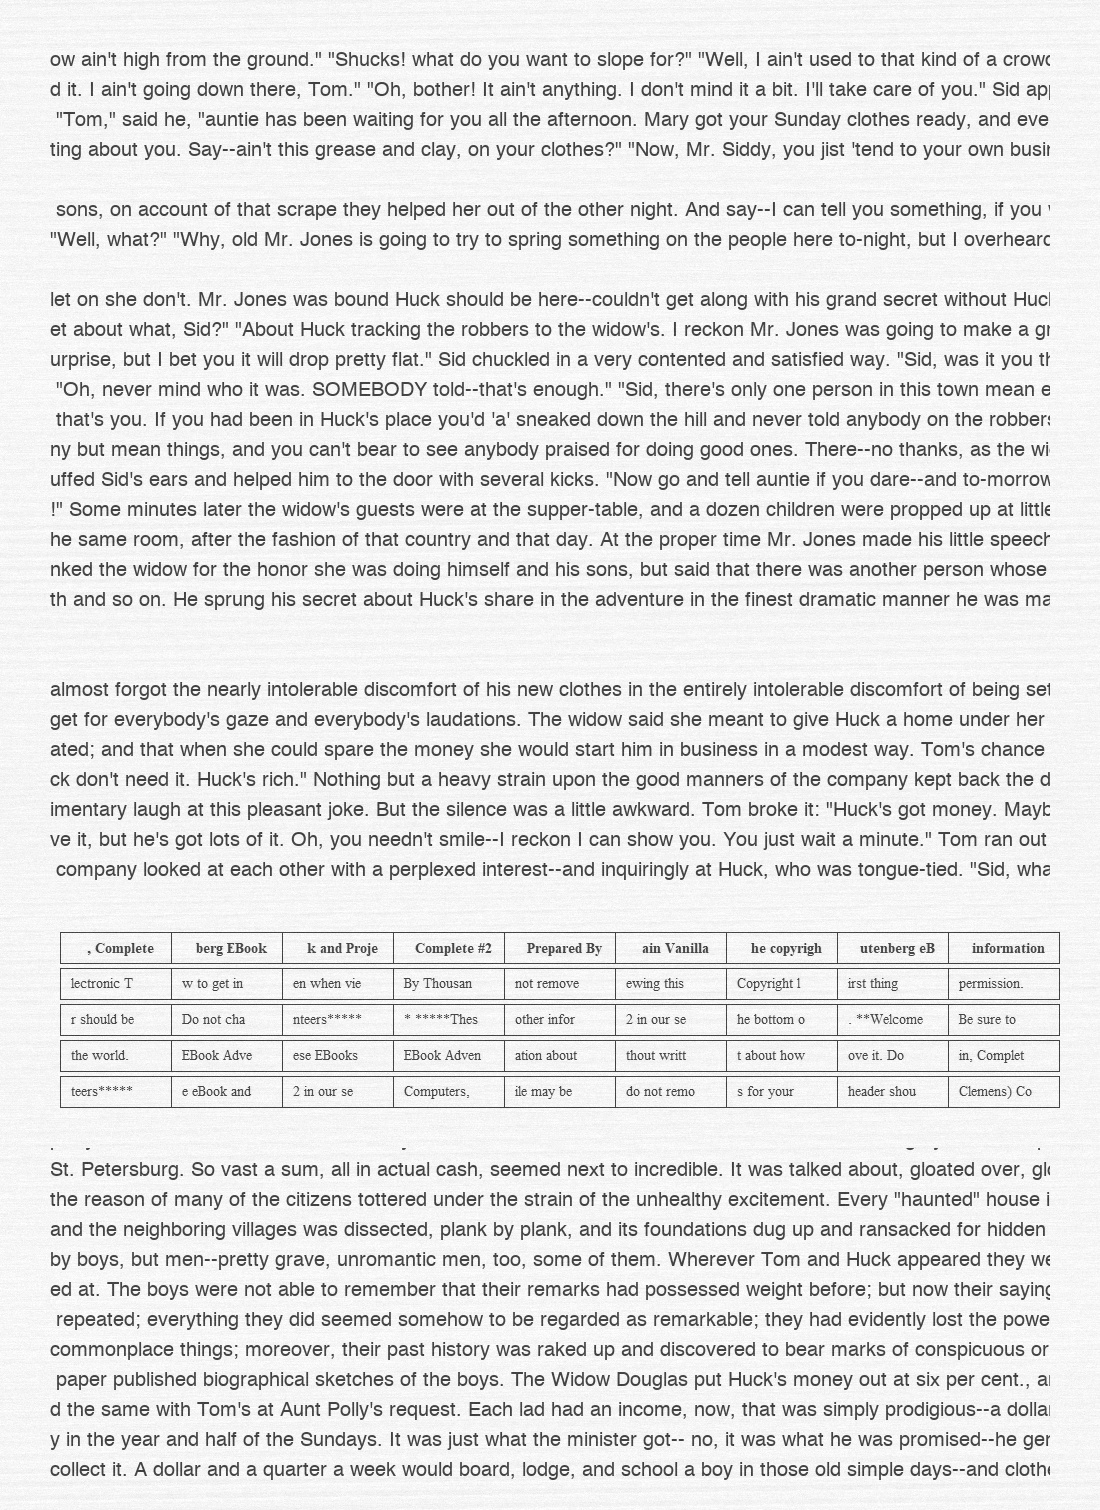 ow ain't high from the ground." "Shucks! what do you want to slope for?" "Well, I ain't used to that kind of a crowd
d it. I ain't going down there, Tom." "Oh, bother! It ain't anything. I don't mind it a bit. I'll take care of you." Sid
"Tom," said he, "auntie has been waiting for you all the afternoon. Mary got your Sunday clothes ready, and eve
ting about you. Say--ain't this grease and clay, on your clothes?" "Now, Mr. Siddy, you jist 'tend to your own
sons, on account of that scrape they helped her out of the other night. And say--I can tell you something, if you
"Well, what?" "Why, old Mr. Jones is going to try to spring something on the people here to-night, but I overheard
let on she don't. Mr. Jones was bound Huck should be here--couldn't get along with his grand secret without
et about what, Sid?" "About Huck tracking the robbers to the widow's. I reckon Mr. Jones was going to make a
urprise, but I bet you it will drop pretty flat." Sid chuckled in a very contented and satisfied way. "Sid, was it you
"Oh, never mind who it was. SOMEBODY told--that's enough." "Sid, there's only one person in this town mean e
that's you. If you had been in Huck's place you'd 'a' sneaked down the hill and never told anybody on the robbers
ny but mean things, and you can't bear to see anybody praised for doing good ones. There--no thanks, as the
uffed Sid's ears and helped him to the door with several kicks. "Now go and tell auntie if you dare--and to-morrow
!" Some minutes later the widow's guests were at the supper-table, and a dozen children were propped up at little
he same room, after the fashion of that country and that day. At the proper time Mr. Jones made his little speech
nked the widow for the honor she was doing himself and his sons, but said that there was another person whose
th and so on. He sprung his secret about Huck's share in the adventure in the finest dramatic manner he was ma
almost forgot the nearly intolerable discomfort of his new clothes in the entirely intolerable discomfort of being set
get for everybody's gaze and everybody's laudations. The widow said she meant to give Huck a home under her
ated; and that when she could spare the money she would start him in business in a modest way. Tom's chance
ck don't need it. Huck's rich." Nothing but a heavy strain upon the good manners of the company kept back the d
imentary laugh at this pleasant joke. But the silence was a little awkward. Tom broke it: "Huck's got money. Mayb
ve it, but he's got lots of it. Oh, you needn't smile--I reckon I can show you. You just wait a minute." Tom ran out
company looked at each other with a perplexed interest--and inquiringly at Huck, who was tongue-tied. "Sid, wha
, Complete berg EBook k and Proje Complete #2 Prepared By ain Vanilla he copyrigh utenberg eB information
lectronic T w to get in en when vie By Thousan not remove ewing this Copyright l irst thing permission.
r should be Do not cha nteers***** * *****Thes other infor 2 in our se he bottom o . **Welcome Be sure to
the world. EBook Adve ese EBooks EBook Adven ation about thout writt t about how ove it. Do in, Complet
teers***** e eBook and 2 in our se Computers, ile may be do not remo s for your header shou Clemens) Co
St. Petersburg. So vast a sum, all in actual cash, seemed next to incredible. It was talked about, gloated over,
the reason of many of the citizens tottered under the strain of the unhealthy excitement. Every "haunted" house i
and the neighboring villages was dissected, plank by plank, and its foundations dug up and ransacked for hidden
by boys, but men--pretty grave, unromantic men, too, some of them. Wherever Tom and Huck appeared they we
ed at. The boys were not able to remember that their remarks had possessed weight before; but now their saying
repeated; everything they did seemed somehow to be regarded as remarkable; they had evidently lost the powe
commonplace things; moreover, their past history was raked up and discovered to bear marks of conspicuous or
paper published biographical sketches of the boys. The Widow Douglas put Huck's money out at six per cent.,
d the same with Tom's at Aunt Polly's request. Each lad had an income, now, that was simply prodigious--a dollar
y in the year and half of the Sundays. It was just what the minister got-- no, it was what he was promised--he
collect it. A dollar and a quarter a week would board, lodge, and school a boy in those old simple days--and